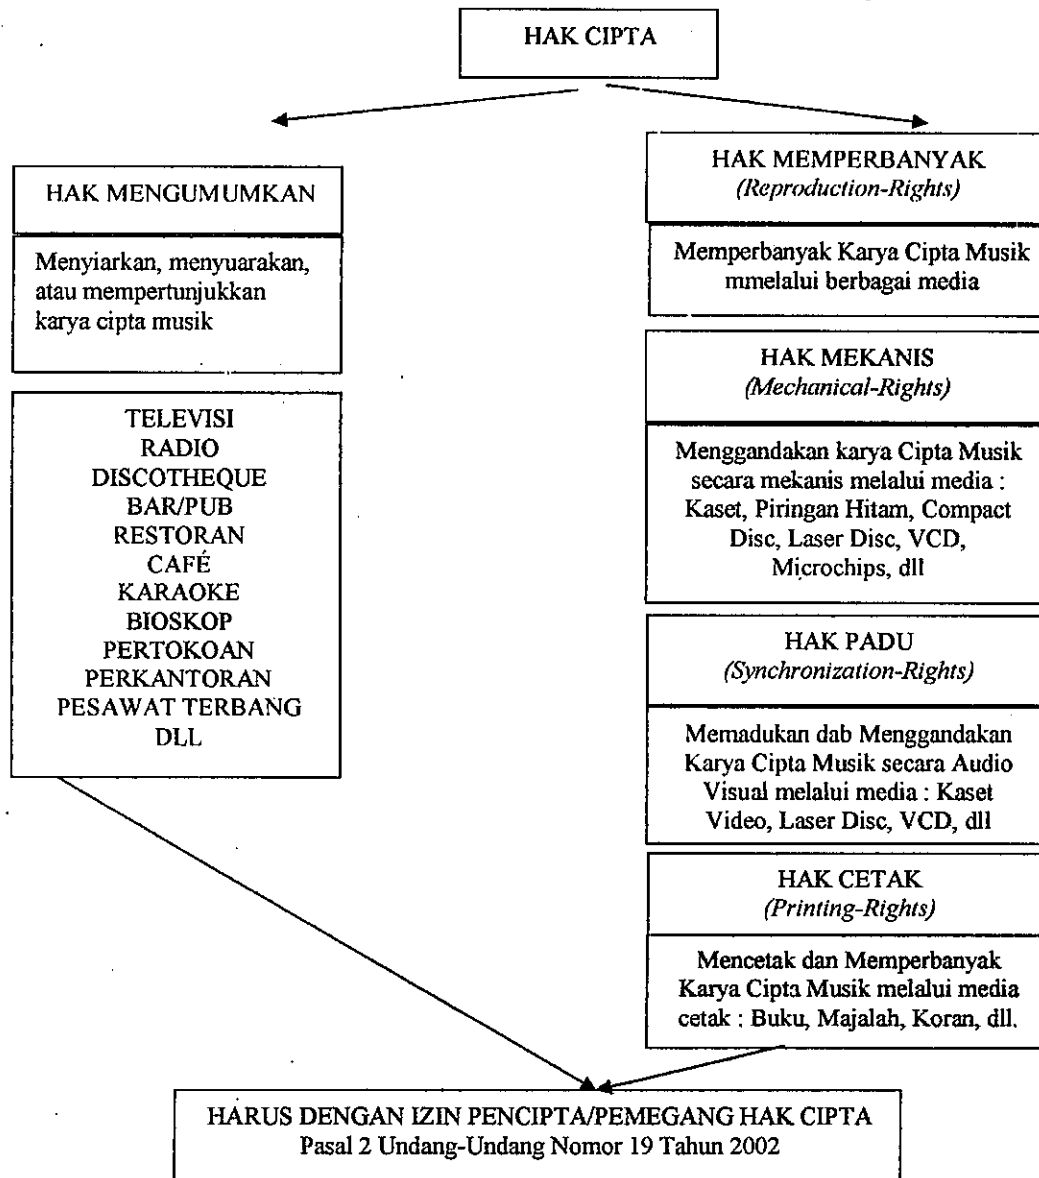 HAK CIPTA
HAK MENGUMUMKAN
Menyiarkan, menyuarakan,
atau mempertunjukkan
karya cipta musik
TELEVISI
RADIO
DISCOTHEQUE
BAR/PUB
RESTORAN
CAFÉ
KARAOKE
BIOSKOP
PERTOKOAN
PERKANTORAN
PESAWAT TERBANG
DLL
HAK MEMPERBANYAK
(Reproduction-Rights)
Memperbanyak Karya Cipta Musik
mmelalui berbagai media
HAK MEKANIS
(Mechanical-Rights)
Menggandakan karya Cipta Musik
secara mekanis melalui media :
Kaset, Piringan Hitam, Compact
Disc, Laser Disc, VCD,
Microchips, dll
HAK PADU
(Synchronization-Rights)
Memadukan dab Menggandakan
Karya Cipta Musik secara Audio
Visual melalui media : Kaset
Video, Laser Disc, VCD, dll
HAK CETAK
(Printing-Rights)
Mencetak dan Memperbanyak
Karya Cipta Musik melalui media
cetak : Buku, Majalah, Koran, dll.
HARUS DENGAN IZIN PENCIPTA/PEMEGANG HAK CIPTA
Pasal 2 Undang-Undang Nomor 19 Tahun 2002